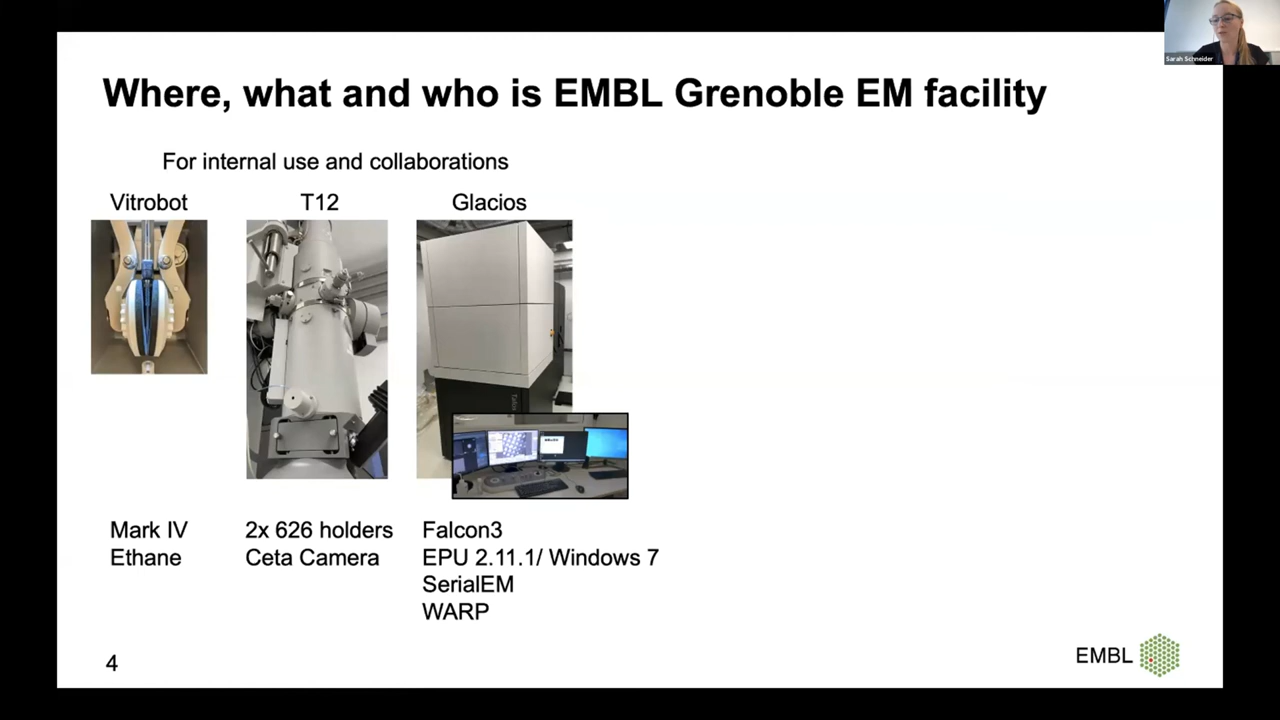 Where, what and who is EMBL Grenoble EM facility
Sarah Schneider
For internal use and collaborations
Vitrobot
T12
Glacios
Mark IV
Ethane
2x 626 holders
Ceta Camera
Falcon3
EPU 2.11.1/ Windows 7
SerialEM
WARP
4
EMBL